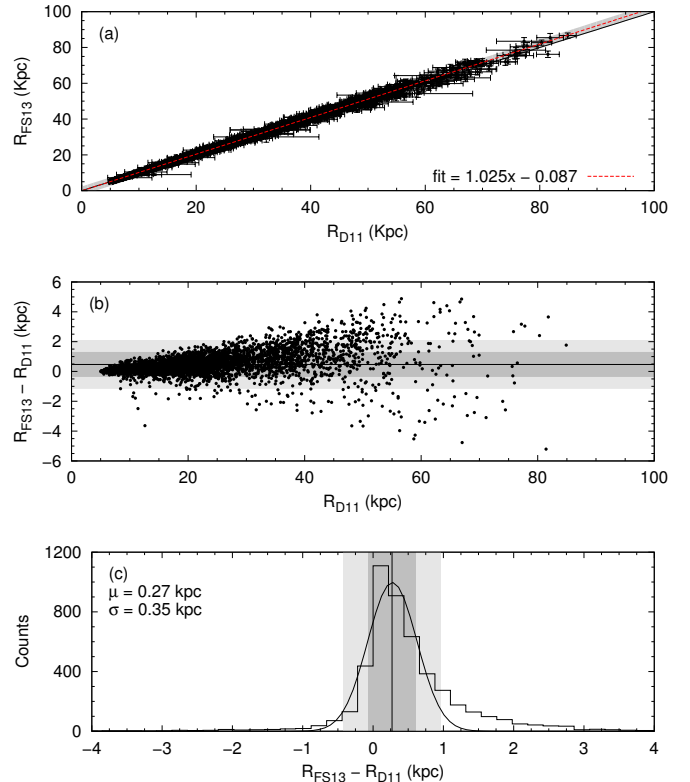 100
80
60
40
20
0
R_FS13 (Kpc)
(a)
fit = 1.025x − 0.087
0 20 40 60 80 100
R_D11 (Kpc)
6
4
2
0
−2
−4
−6
R_FS13 − R_D11 (kpc)
(b)
0 20 40 60 80 100
R_D11 (kpc)
1200
800
400
0
Counts
(c)
μ = 0.27 kpc
σ = 0.35 kpc
−4 −3 −2 −1 0 1 2 3 4
R_FS13 − R_D11 (kpc)